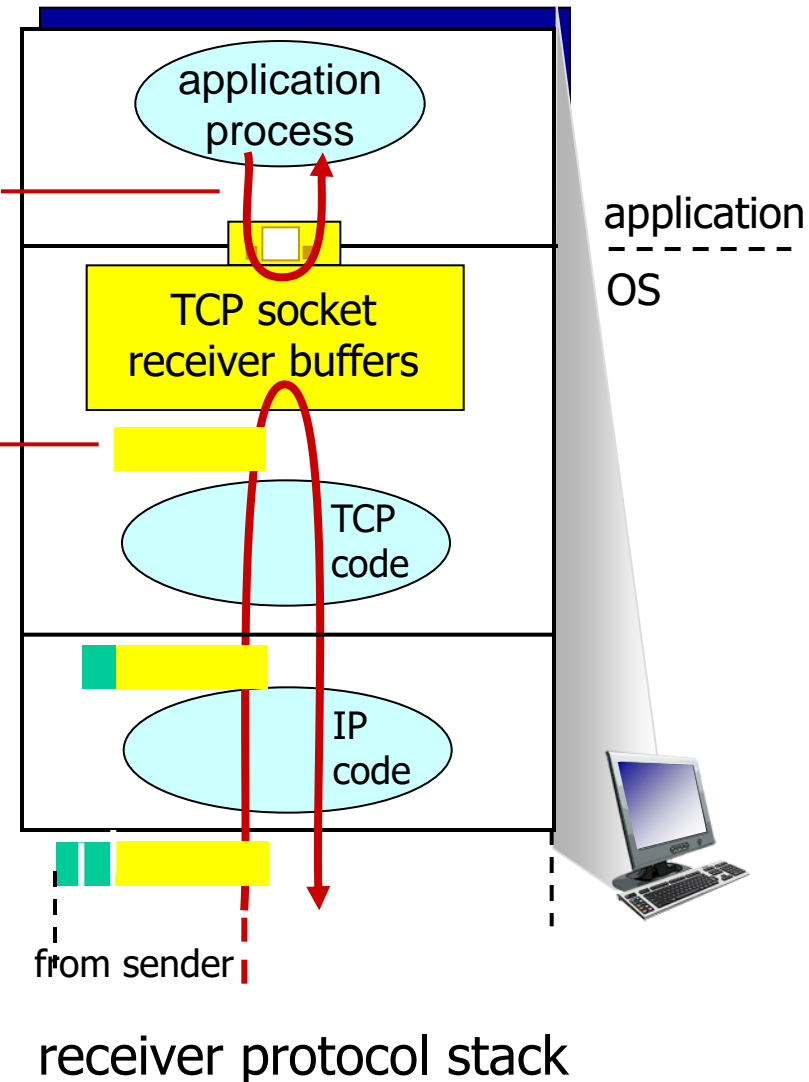 application
process
application
OS
TCP socket
receiver buffers
TCP
code
IP
code
from sender
receiver protocol stack